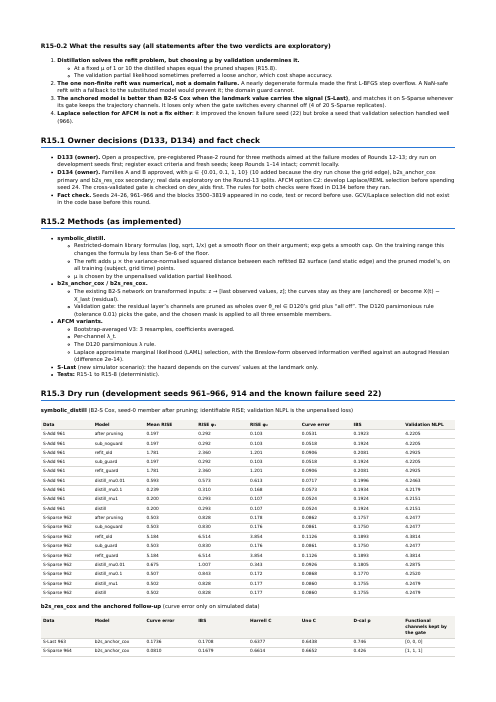 R15-0.2 What the results say (all statements after the two verdicts are exploratory)
1. Distillation solves the refit problem, but choosing μ by validation undermines it.
At a fixed μ of 1 or 10 the distilled shapes equal the pruned shapes (R15.8).
The validation partial likelihood sometimes preferred a loose anchor, which cost shape accuracy.
2. The one non-finite refit was numerical, not a domain failure. A nearly degenerate formula made the first L-BFGS step overflow. A NaN-safe
refit with a fallback to the substituted model would prevent it; the domain guard cannot.
3. The anchored model is better than B2-S Cox when the landmark value carries the signal (S-Last), and matches it on S-Sparse whenever
its gate keeps the trajectory channels. It loses only when the gate switches every channel off (4 of 20 S-Sparse replicates).
4. Laplace selection for AFCM is not a fix either: it improved the known failure seed (22) but broke a seed that validation selection handled well
(966).
R15.1 Owner decisions (D133, D134) and fact check
D133 (owner). Open a prospective, pre-registered Phase-2 round for three methods aimed at the failure modes of Rounds 12–13; dry run on
development seeds first; register exact criteria and fresh seeds; keep Rounds 1–14 intact; commit locally.
D134 (owner). Families A and B approved, with μ ∈ {0.01, 0.1, 1, 10} (10 added because the dry run chose the grid edge), b2s_anchor_cox
primary and b2s_res_cox secondary; real data exploratory on the Round-13 splits. AFCM option C2: develop Laplace/REML selection before spending
seed 24. The cross-validated gate is checked on dev_aids first. The rules for both checks were fixed in D134 before they ran.
Fact check. Seeds 24–26, 961–966 and the blocks 3500–3819 appeared in no code, test or record before use. GCV/Laplace selection did not exist
in the code base before this round.
R15.2 Methods (as implemented)
symbolic_distill.
Restricted-domain library formulas (log, sqrt, 1/x) get a smooth floor on their argument; exp gets a smooth cap. On the training range this
changes the formula by less than 5e-6 of the floor.
The refit adds μ × the variance-normalised squared distance between each refitted B2 surface (and static edge) and the pruned model's, on
all training (subject, grid time) points.
μ is chosen by the unpenalised validation partial likelihood.
b2s_anchor_cox / b2s_res_cox.
The existing B2-S network on transformed inputs: z → [last observed values, z]; the curves stay as they are (anchored) or become X(t) −
X_last (residual).
Validation gate: the residual layer's channels are pruned as wholes over θ_rel ∈ D120's grid plus "all off". The D120 parsimonious rule
(tolerance 0.01) picks the gate, and the chosen mask is applied to all three ensemble members.
AFCM variants.
Bootstrap-averaged V3: 3 resamples, coefficients averaged.
Per-channel λ_t.
The D120 parsimonious λ rule.
Laplace approximate marginal likelihood (LAML) selection, with the Breslow-form observed information verified against an autograd Hessian
(difference 2e-14).
S-Last (new simulation scenario): the hazard depends on the curves' values at the landmark only.
Tests: R15-1 to R15-8 (deterministic).
R15.3 Dry run (development seeds 961–966, 914 and the known failure seed 22)
symbolic_distill (B2-S Cox, seed-0 member after pruning; identifiable RISE; validation NLPL is the unpenalised loss)
Data Model Mean RISE RISE φ₁ RISE φ₂ Curve error IBS Validation NLPL
S-Add 961 after pruning 0.197 0.292 0.103 0.0531 0.1923 4.2205
S-Add 961 sub_noguard 0.197 0.292 0.103 0.0518 0.1924 4.2205
S-Add 961 refit_old 1.781 2.360 1.201 0.0906 0.2081 4.2925
S-Add 961 sub_guard 0.197 0.292 0.103 0.0518 0.1924 4.2205
S-Add 961 refit_guard 1.781 2.360 1.201 0.0906 0.2081 4.2925
S-Add 961 distill_mu0.01 0.593 0.573 0.613 0.0717 0.1996 4.2463
S-Add 961 distill_mu0.1 0.239 0.310 0.168 0.0573 0.1934 4.2179
S-Add 961 distill_mu1 0.200 0.293 0.107 0.0524 0.1924 4.2151
S-Add 961 distill 0.200 0.293 0.107 0.0524 0.1924 4.2151
S-Sparse 962 after pruning 0.503 0.828 0.178 0.0862 0.1757 4.2477
S-Sparse 962 sub_noguard 0.503 0.830 0.176 0.0861 0.1750 4.2477
S-Sparse 962 refit_old 5.184 6.514 3.854 0.1126 0.1893 4.3814
S-Sparse 962 sub_guard 0.503 0.830 0.176 0.0861 0.1750 4.2477
S-Sparse 962 refit_guard 5.184 6.514 3.854 0.1126 0.1893 4.3814
S-Sparse 962 distill_mu0.01 0.675 1.007 0.343 0.0926 0.1805 4.2875
S-Sparse 962 distill_mu0.1 0.507 0.843 0.172 0.0868 0.1770 4.2520
S-Sparse 962 distill_mu1 0.502 0.828 0.177 0.0860 0.1755 4.2479
S-Sparse 962 distill 0.502 0.828 0.177 0.0860 0.1755 4.2479
b2s_res_cox and the anchored follow-up (curve error only on simulated data)
Data Model Curve error IBS Harrell C Uno C D-cal p Functional
channels kept by
the gate
S-Last 963 b2s_anchor_cox 0.1736 0.1708 0.6377 0.6438 0.746 [0, 0, 0]
S-Sparse 964 b2s_anchor_cox 0.0810 0.1679 0.6614 0.6652 0.426 [1, 1, 1]